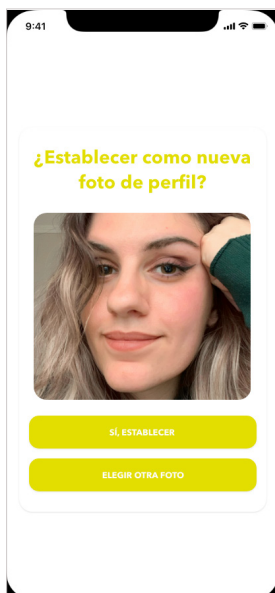 9:41
¿Establecer como nueva
foto de perfil?
SÍ, ESTABLECER
ELEGIR OTRA FOTO